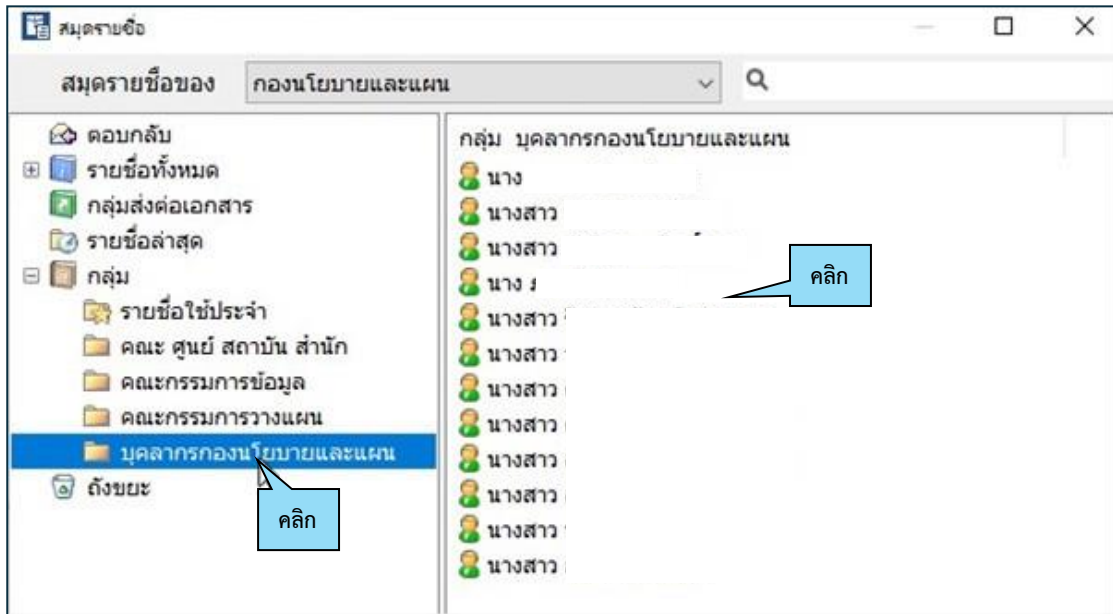 สมุดรายชื่อ
สมุดรายชื่อของ กองนโยบายและแผน
ตอบกลับ
รายชื่อทั้งหมด
กลุ่มส่งต่อเอกสาร
รายชื่อล่าสุด
กลุ่ม
รายชื่อใช้ประจำ
คณะ ศูนย์ สถาบัน สำนัก
คณะกรรมการข้อมูล
คณะกรรมการวางแผน
บุคลากรกองนโยบายและแผน
ถังขยะ
คลิก
กลุ่ม บุคลากรกองนโยบายและแผน
นาง
นางสาว
นางสาว
นาง
นางสาว
นางสาว
นางสาว
นางสาว
นางสาว
นางสาว
นางสาว
นางสาว
คลิก